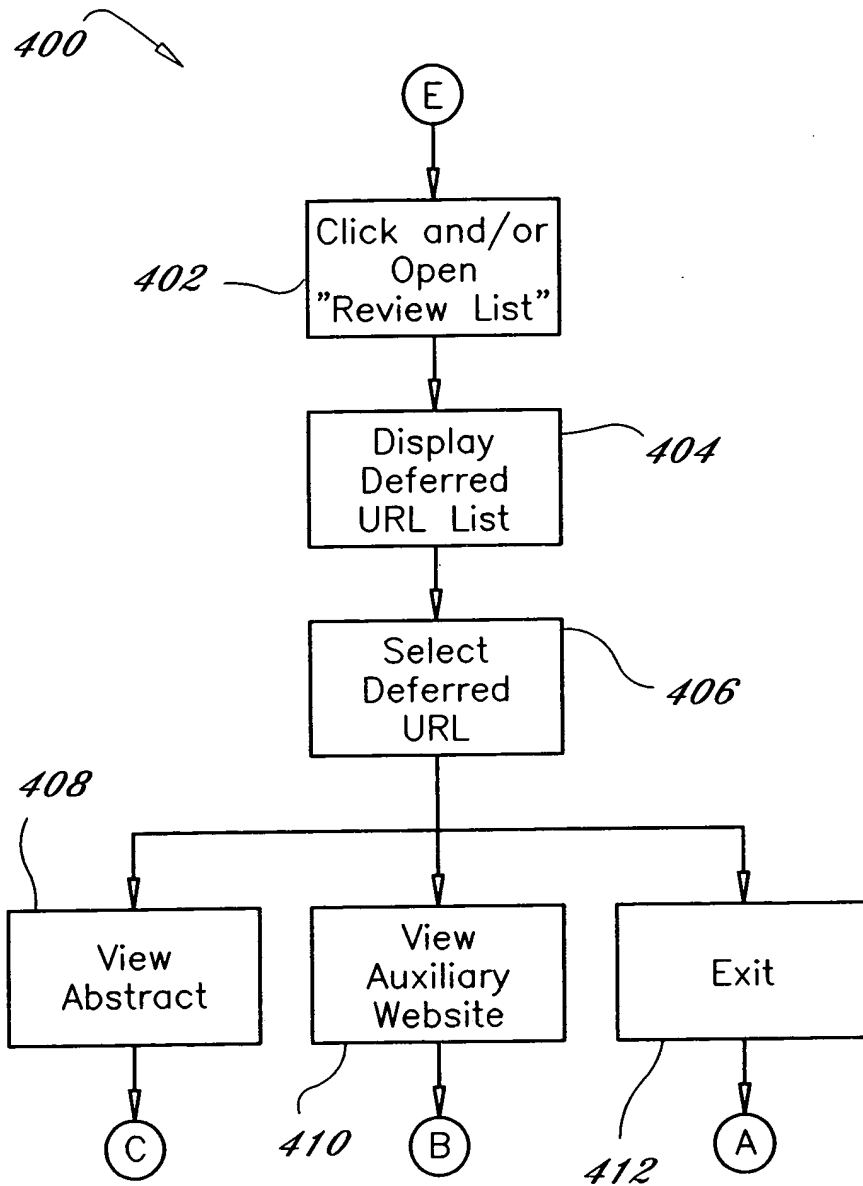 400
E
Click and/or
Open
"Review List"
402
Display
Deferred
URL List
404
Select
Deferred
URL
406
408
View
Abstract
View
Auxiliary
Website
Exit
410
412
C
B
A